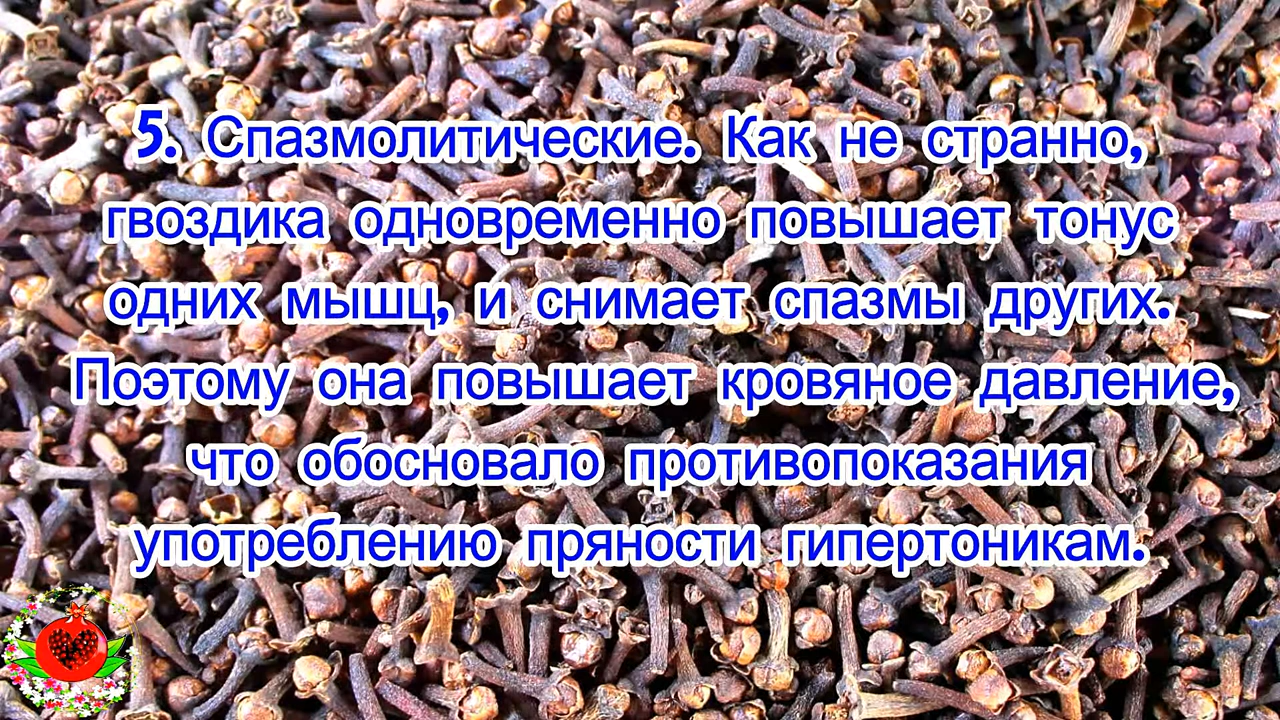 5. Спазмолитические. Как не странно,
гвоздика одновременно повышает тонус
одних мышц, и снимает спазмы других.
Поэтому она повышает кровяное давление,
что обосновало противопоказания
употреблению пряности гипертоникам.